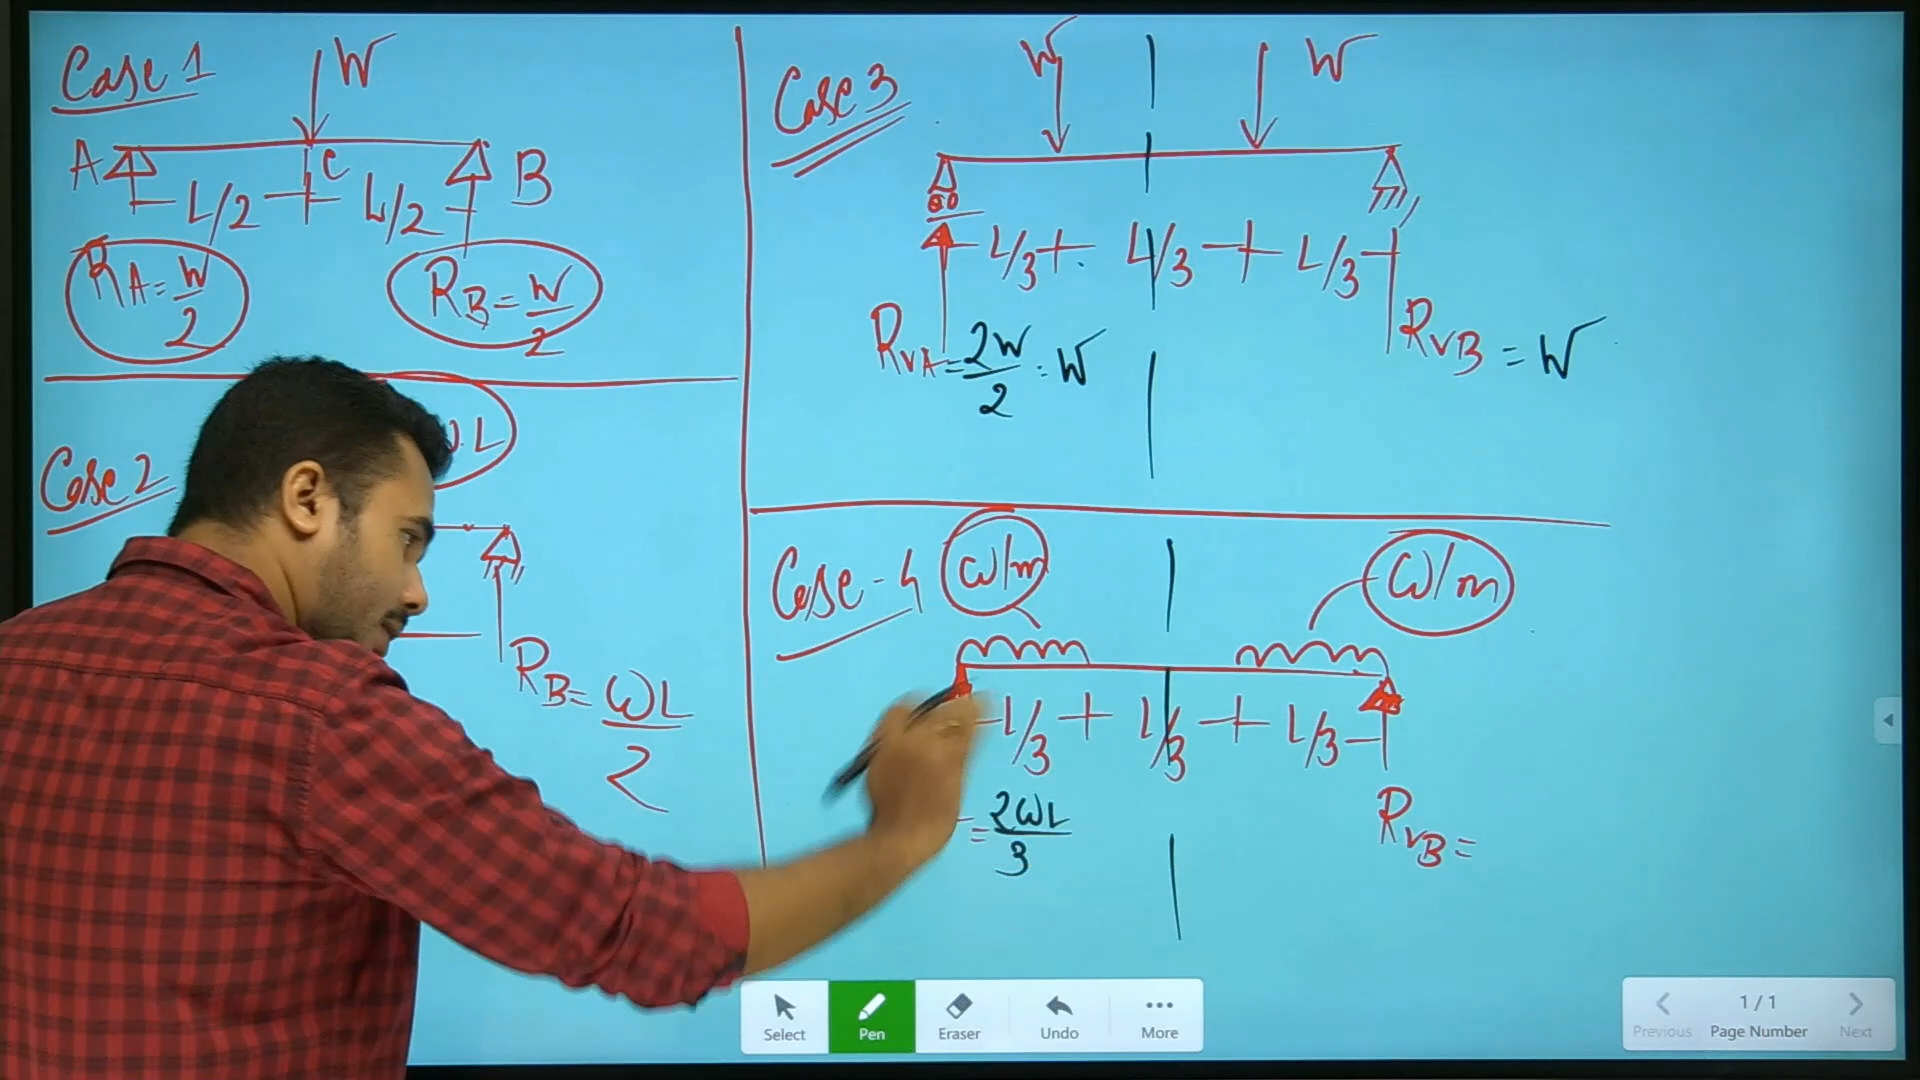 Case 1
W
A
C
B
L/2
L/2
RA = W/2
RB = W/2
Case 2
.L
RB = ωL/2
Case 3
W
W
L/3
L/3
L/3
RVA = 2W/2 = W
RVB = W
Case - 4
ω/m
ω/m
L/3
L/3
L/3
= 2ωL/3
RVB =
Select
Pen
Eraser
Undo
More
1 / 1
Previous
Page Number
Next